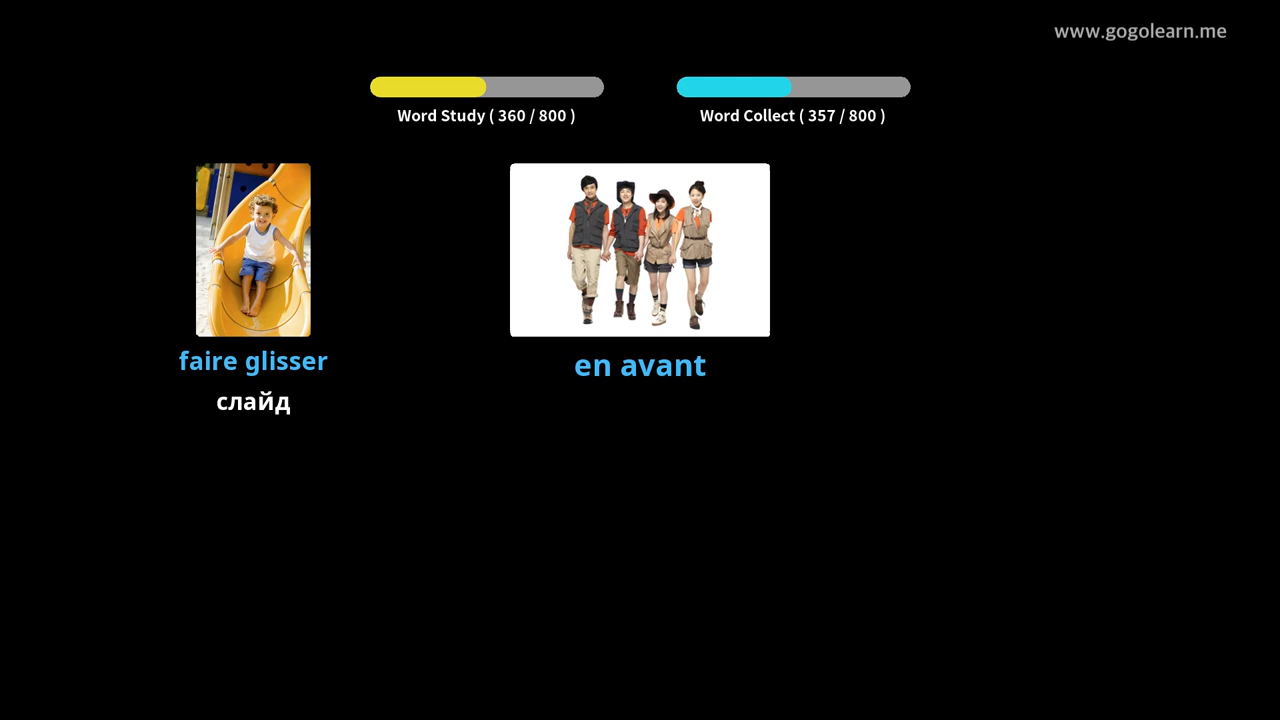 www.gogolearn.me
Word Study ( 360 / 800 )
Word Collect ( 357 / 800 )
faire glisser
слайд
en avant